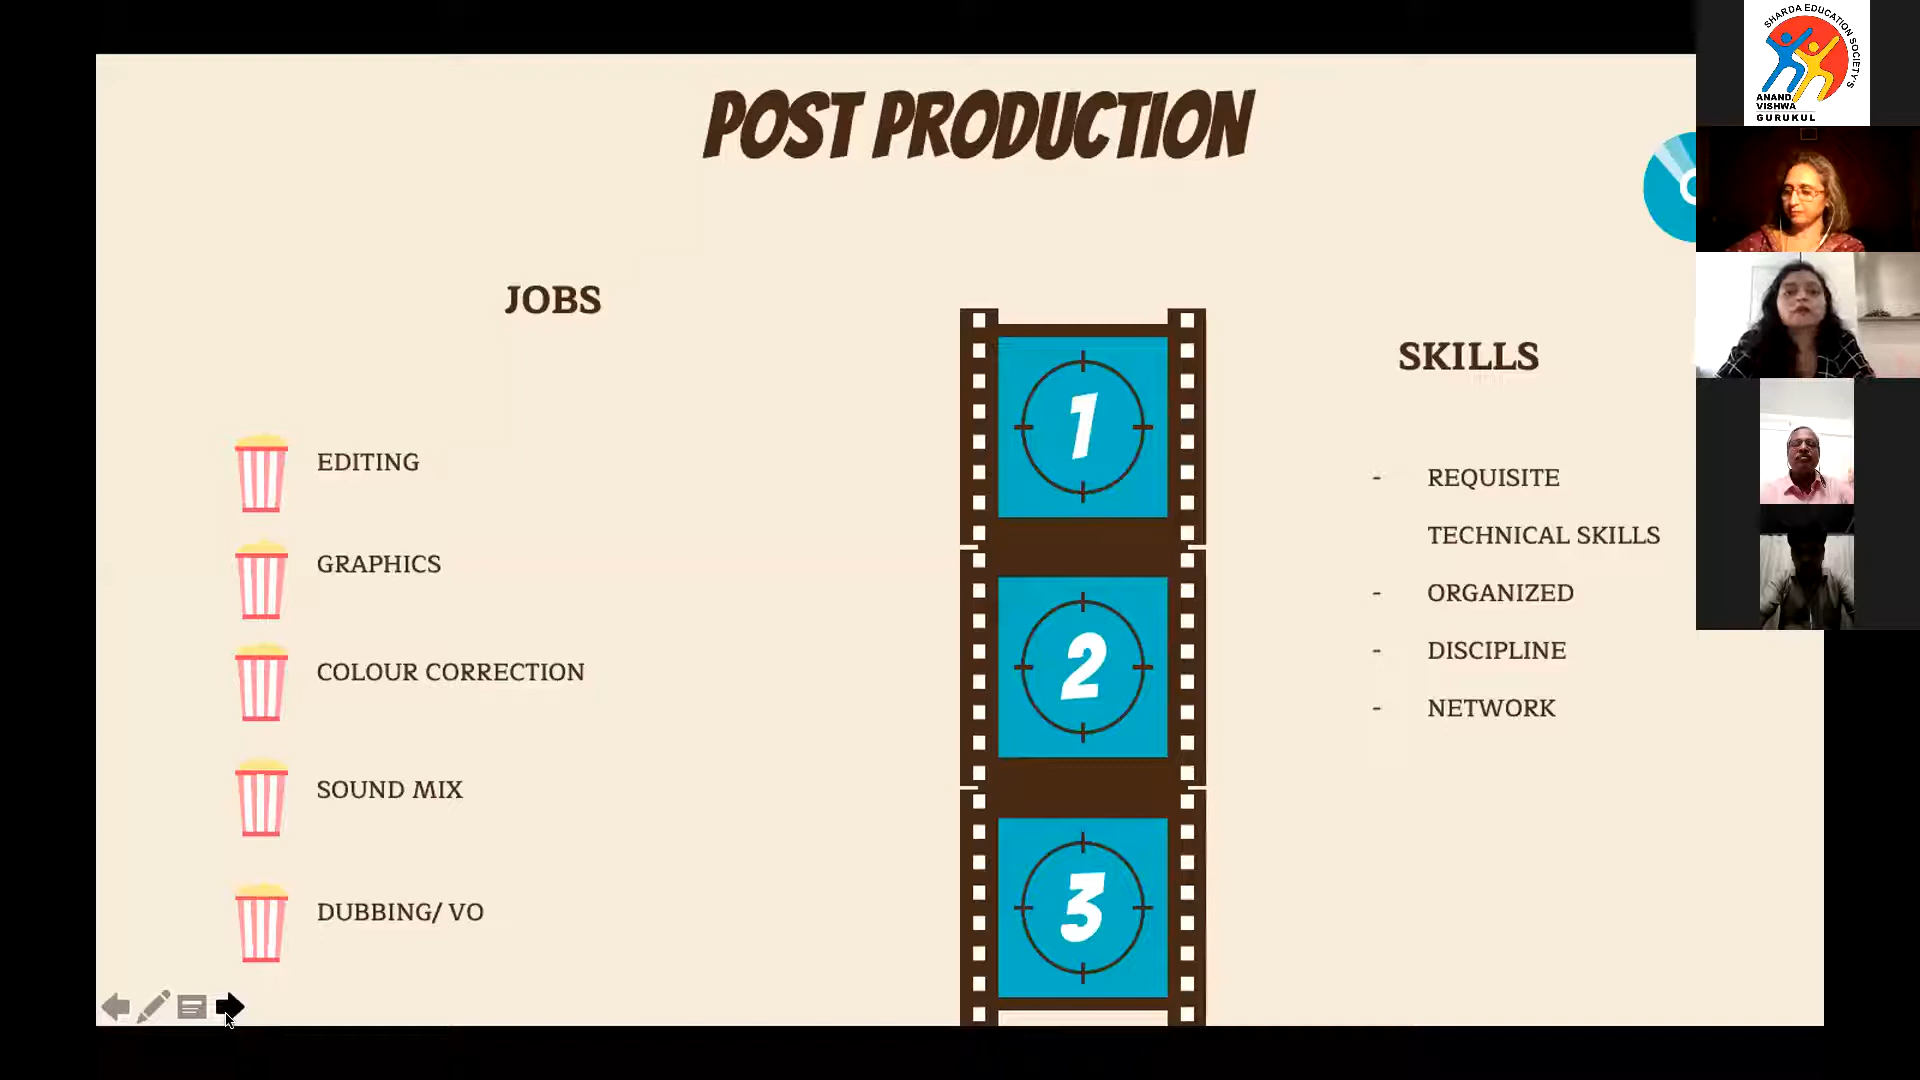 POST PRODUCTION
JOBS
EDITING
GRAPHICS
COLOUR CORRECTION
SOUND MIX
DUBBING/ VO
1
2
3
SKILLS
- REQUISITE
TECHNICAL SKILLS
- ORGANIZED
- DISCIPLINE
- NETWORK
SHARDA EDUCATION SOCIETY'S
ANAND
VISHWA
GURUKUL